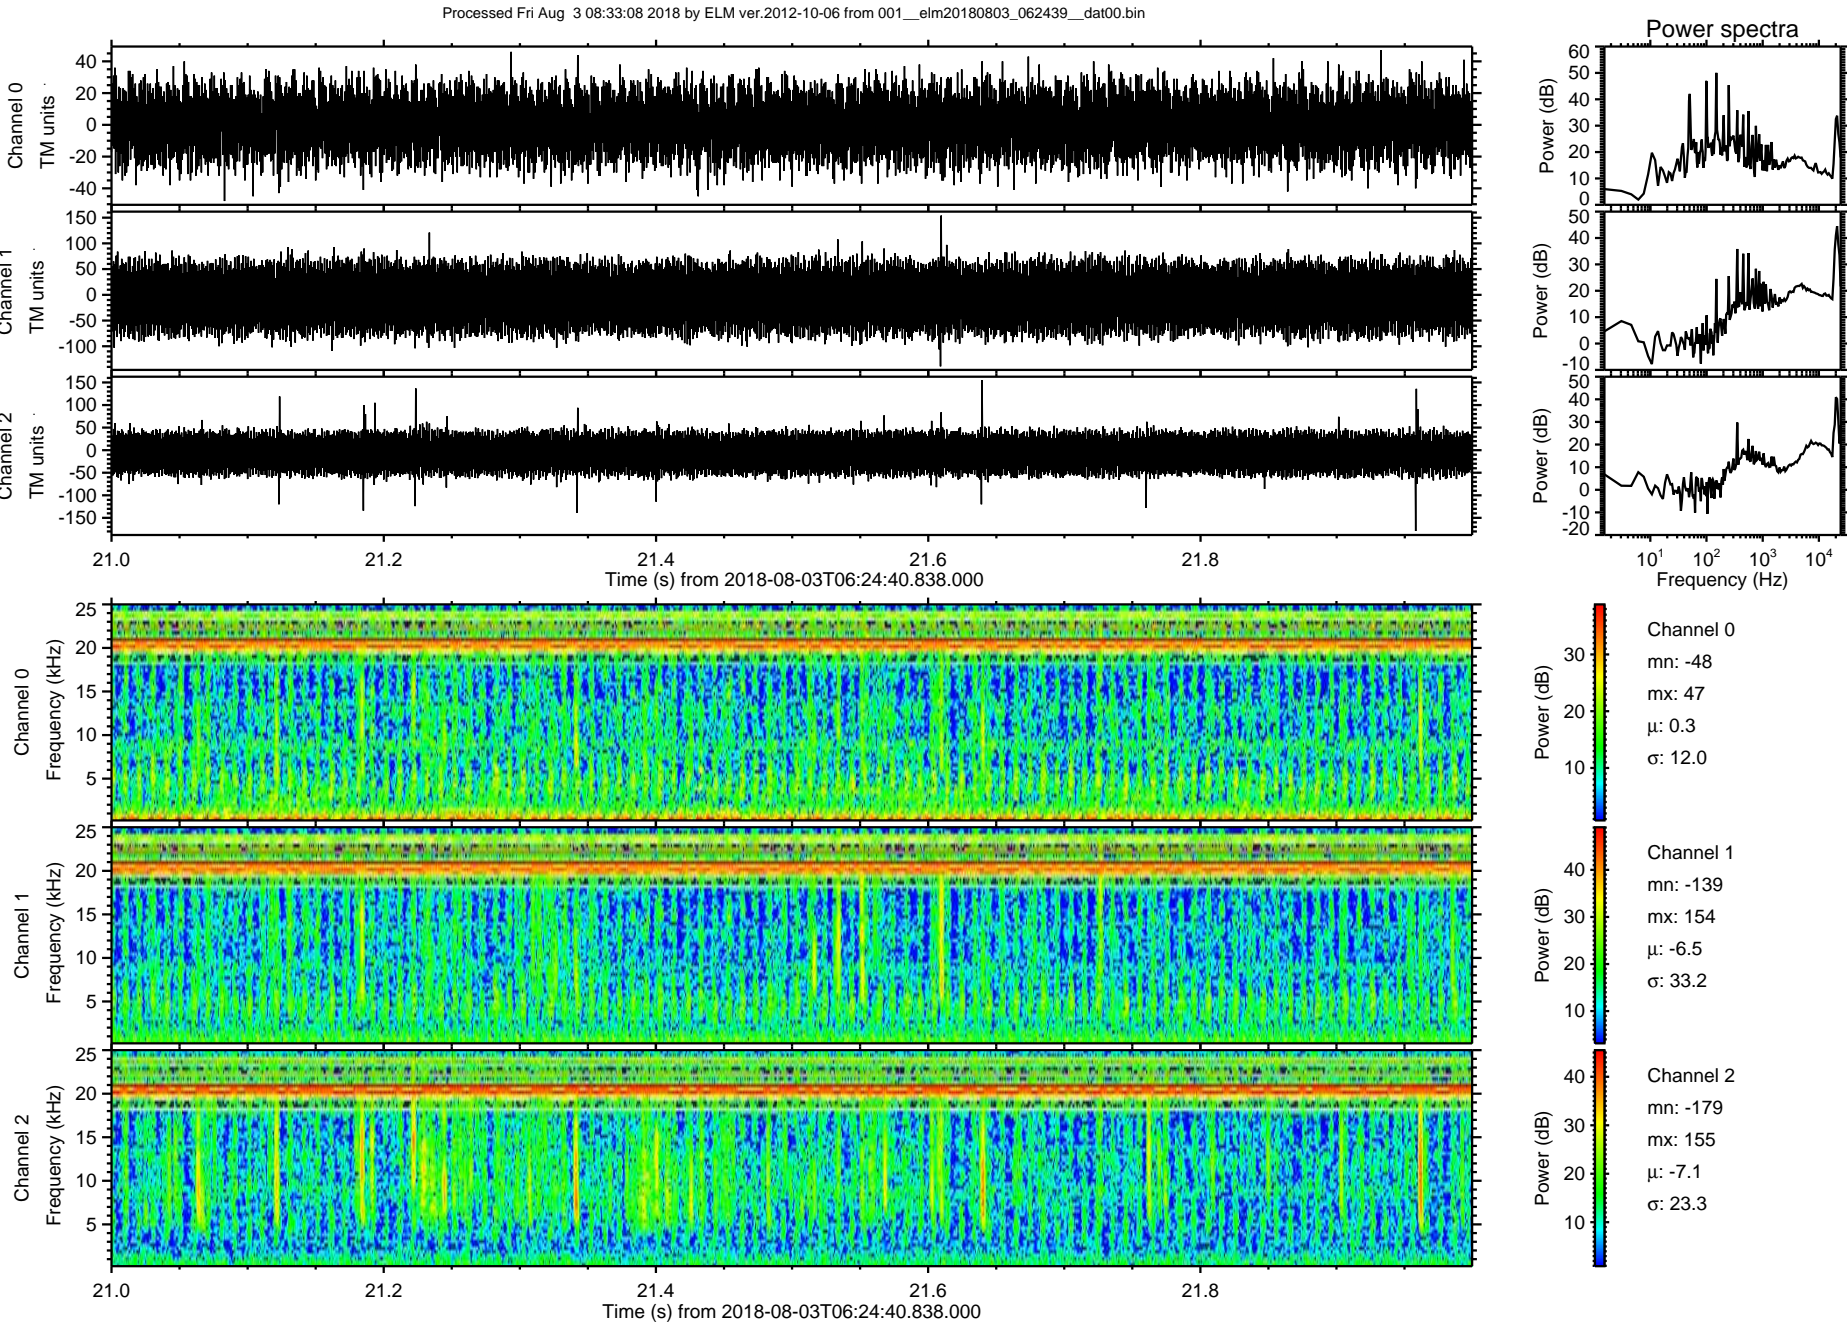 Processed Fri Aug  3 08:33:08 2018 by ELM ver.2012-10-06 from 001__elm20180803_062439__dat00.bin
Power spectra
Channel 0
TM units
40
20
0
-20
-40
Power (dB)
60
50
40
30
20
10
0
Channel 1
TM units
150
100
50
0
-50
-100
Power (dB)
50
40
30
20
10
0
-10
Channel 2
TM units
150
100
50
0
-50
-100
-150
Power (dB)
50
40
30
20
10
0
-10
-20
21.0 21.2 21.4 21.6 21.8
Time (s) from 2018-08-03T06:24:40.838.000
10¹ 10² 10³ 10⁴
Frequency (Hz)
Channel 0
Frequency (kHz)
25
20
15
10
5
Power (dB)
30
20
10
Channel 0
mn: -48
mx: 47
μ: 0.3
σ: 12.0
Channel 1
Frequency (kHz)
25
20
15
10
5
Power (dB)
40
30
20
10
Channel 1
mn: -139
mx: 154
μ: -6.5
σ: 33.2
Channel 2
Frequency (kHz)
25
20
15
10
5
Power (dB)
40
30
20
10
Channel 2
mn: -179
mx: 155
μ: -7.1
σ: 23.3
21.0 21.2 21.4 21.6 21.8
Time (s) from 2018-08-03T06:24:40.838.000